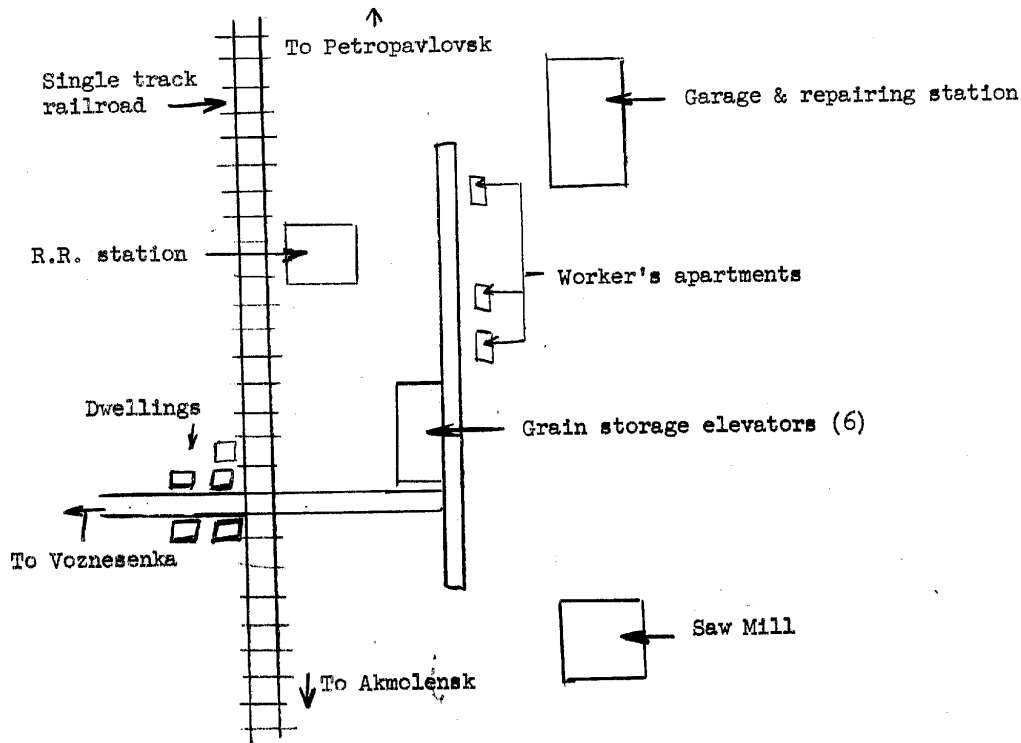 To Petropavlovsk
Single track
railroad
Garage & repairing station
R.R. station
Worker's apartments
Dwellings
Grain storage elevators (6)
To Voznesenka
Saw Mill
To Akmolensk